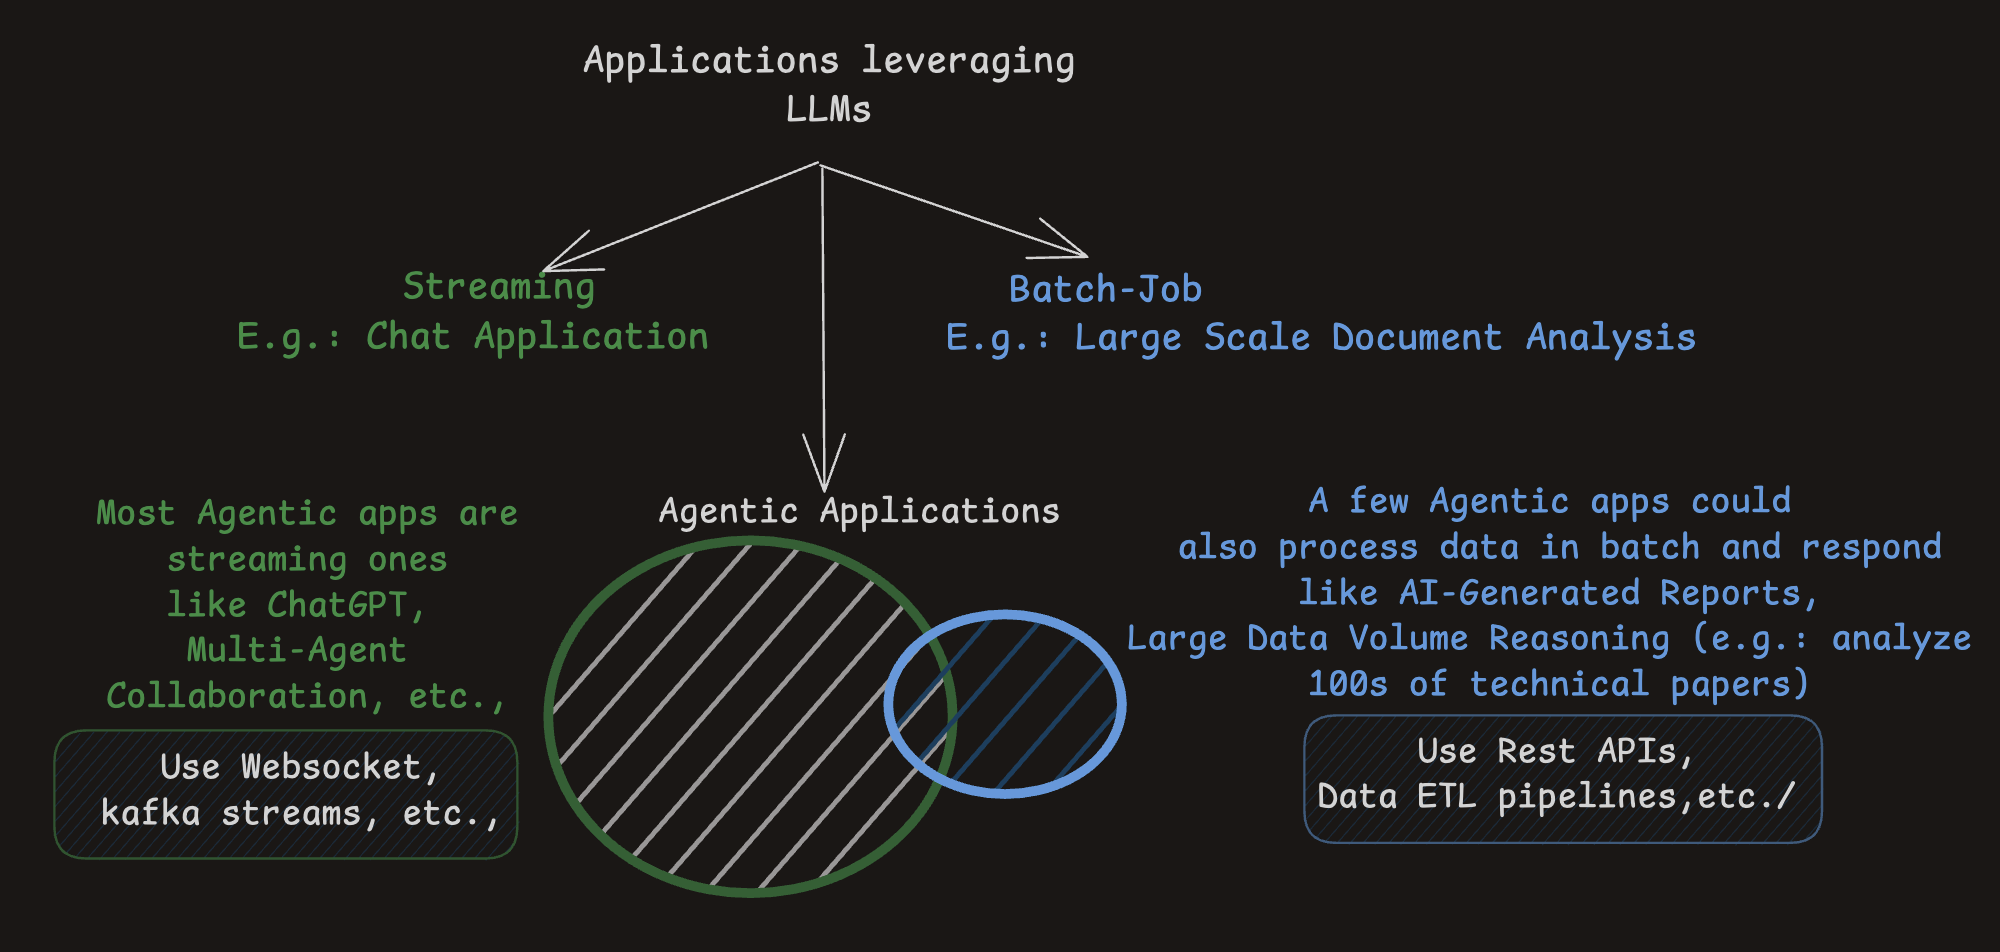 Applications leveraging
LLMs
Streaming
E.g.: Chat Application
Batch-Job
E.g.: Large Scale Document Analysis
Agentic Applications
Most Agentic apps are
streaming ones
like ChatGPT,
Multi-Agent
Collaboration, etc.,
Use Websocket,
kafka streams, etc.,
A few Agentic apps could
also process data in batch and respond
like AI-Generated Reports,
Large Data Volume Reasoning (e.g.: analyze
100s of technical papers)
Use Rest APIs,
Data ETL pipelines,etc./